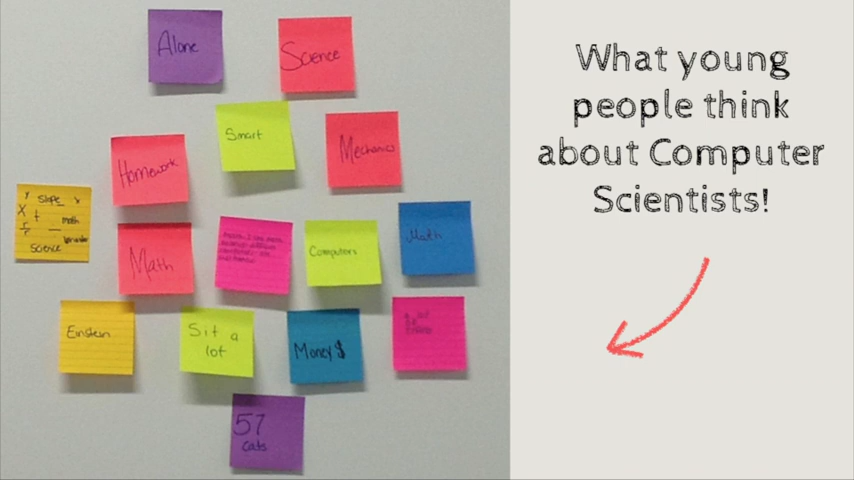 Alone
Science
Smart
Mechanics
Homework
y slope x
X + math
science
Math
Computers
Math
Einstein
Sit a
lot
Money $
57
cats
What young
people think
about Computer
Scientists!